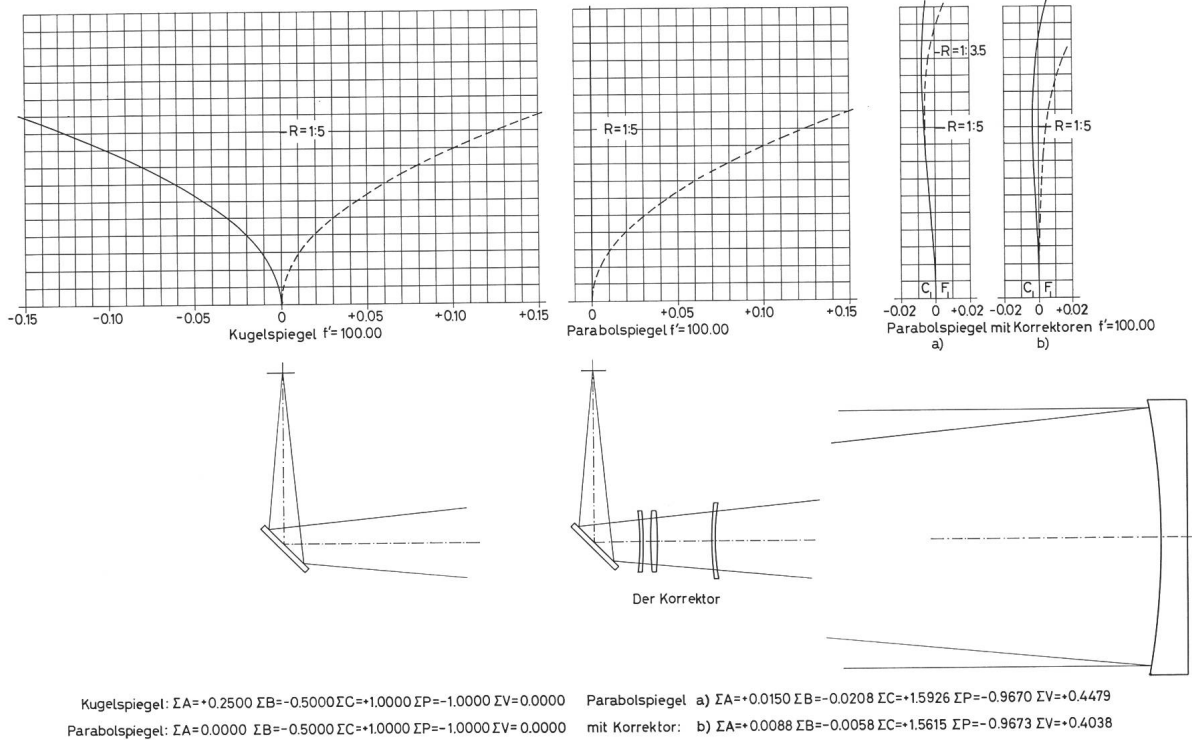 R=1:3.5
R=1:5
R=1:5
R=1:5
R=1:5
C, F,
C, F,
-0.15 -0.10 -0.05 0 +0.05 +0.10 +0.15
0 +0.05 +0.10 +0.15
-0.02 0 +0.02
-0.02 0 +0.02
Kugelspiegel f'=100.00
Parabolspiegel f'=100.00
Parabolspiegel mit Korrektoren f'=100.00
a) b)
Der Korrektor
Kugelspiegel: ΣA=+0.2500 ΣB=-0.5000 ΣC=+1.0000 ΣP=-1.0000 ΣV=0.0000
Parabolspiegel: ΣA=0.0000 ΣB=-0.5000 ΣC=+1.0000 ΣP=-1.0000 ΣV=0.0000
Parabolspiegel a) ΣA=+0.0150 ΣB=-0.0208 ΣC=+1.5926 ΣP=-0.9670 ΣV=+0.4479
mit Korrektor: b) ΣA=+0.0088 ΣB=-0.0058 ΣC=+1.5615 ΣP=-0.9673 ΣV=+0.4038